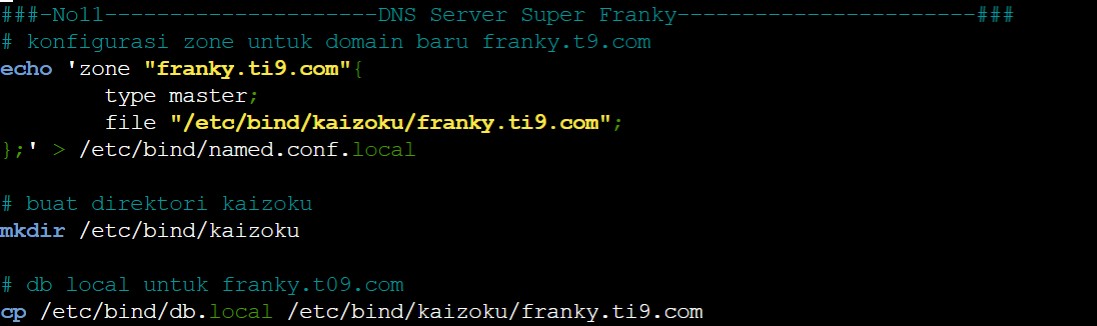 ###-No11---------------------DNS Server Super Franky-----------------------###
# konfigurasi zone untuk domain baru franky.t9.com
echo 'zone "franky.ti9.com"{
        type master;
        file "/etc/bind/kaizoku/franky.ti9.com";
};' > /etc/bind/named.conf.local
# buat direktori kaizoku
mkdir /etc/bind/kaizoku
# db local untuk franky.t09.com
cp /etc/bind/db.local /etc/bind/kaizoku/franky.ti9.com